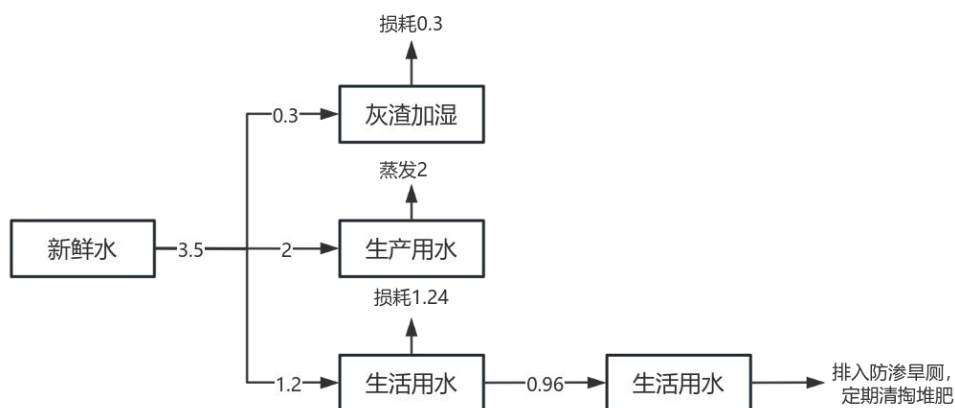 损耗0.3
0.3
灰渣加湿
蒸发2
新鲜水
3.5
2
生产用水
损耗1.24
1.2
生活用水
0.96
生活用水
排入防渗旱厕，
定期清掏堆肥